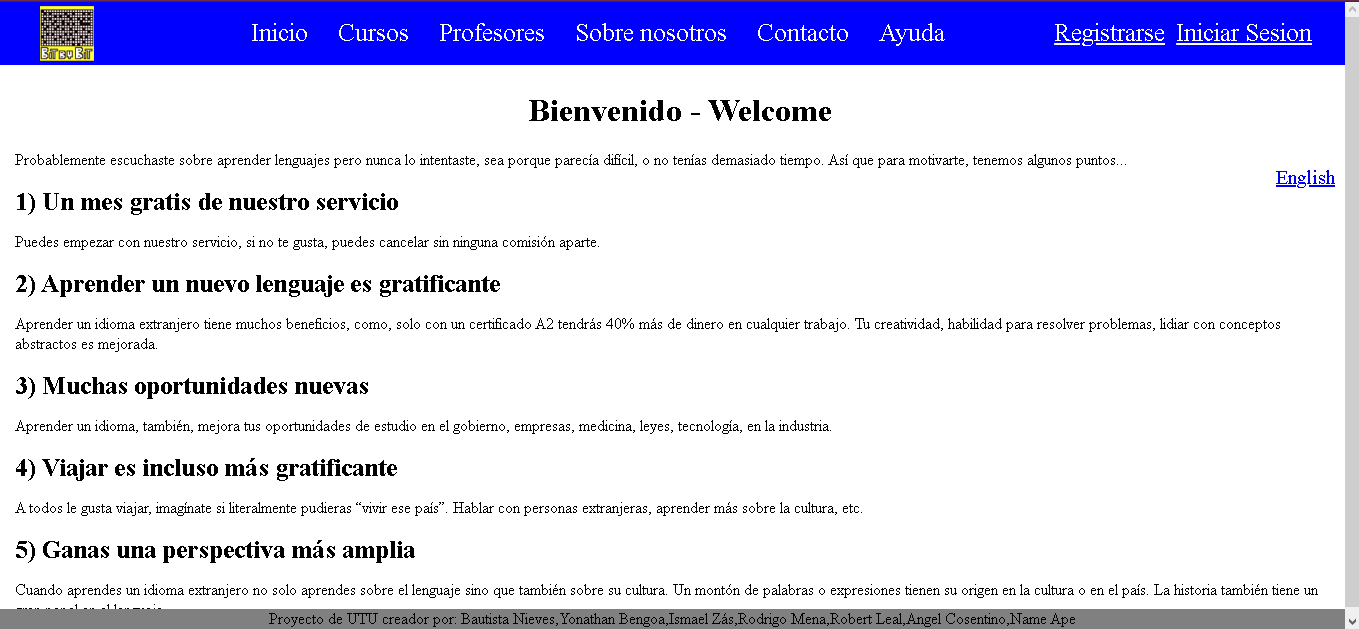 BIT BY BIT
Inicio Cursos Profesores Sobre nosotros Contacto Ayuda Registrarse Iniciar Sesion
Bienvenido - Welcome
Probablemente escuchaste sobre aprender lenguajes pero nunca lo intentaste, sea porque parecía difícil, o no tenías demasiado tiempo. Así que para motivarte, tenemos algunos puntos...
English
1) Un mes gratis de nuestro servicio
Puedes empezar con nuestro servicio, si no te gusta, puedes cancelar sin ninguna comisión aparte.
2) Aprender un nuevo lenguaje es gratificante
Aprender un idioma extranjero tiene muchos beneficios, como, solo con un certificado A2 tendrás 40% más de dinero en cualquier trabajo. Tu creatividad, habilidad para resolver problemas, lidiar con conceptos
abstractos es mejorada.
3) Muchas oportunidades nuevas
Aprender un idioma, también, mejora tus oportunidades de estudio en el gobierno, empresas, medicina, leyes, tecnología, en la industria.
4) Viajar es incluso más gratificante
A todos le gusta viajar, imagínate si literalmente pudieras “vivir ese país”. Hablar con personas extranjeras, aprender más sobre la cultura, etc.
5) Ganas una perspectiva más amplia
Cuando aprendes un idioma extranjero no solo aprendes sobre el lenguaje sino que también sobre su cultura. Un montón de palabras o expresiones tienen su origen en la cultura o en el país. La historia también tiene un
Proyecto de UTU creador por: Bautista Nieves,Yonathan Bengoa,Ismael Zás,Rodrigo Mena,Robert Leal,Angel Cosentino,Name Ape